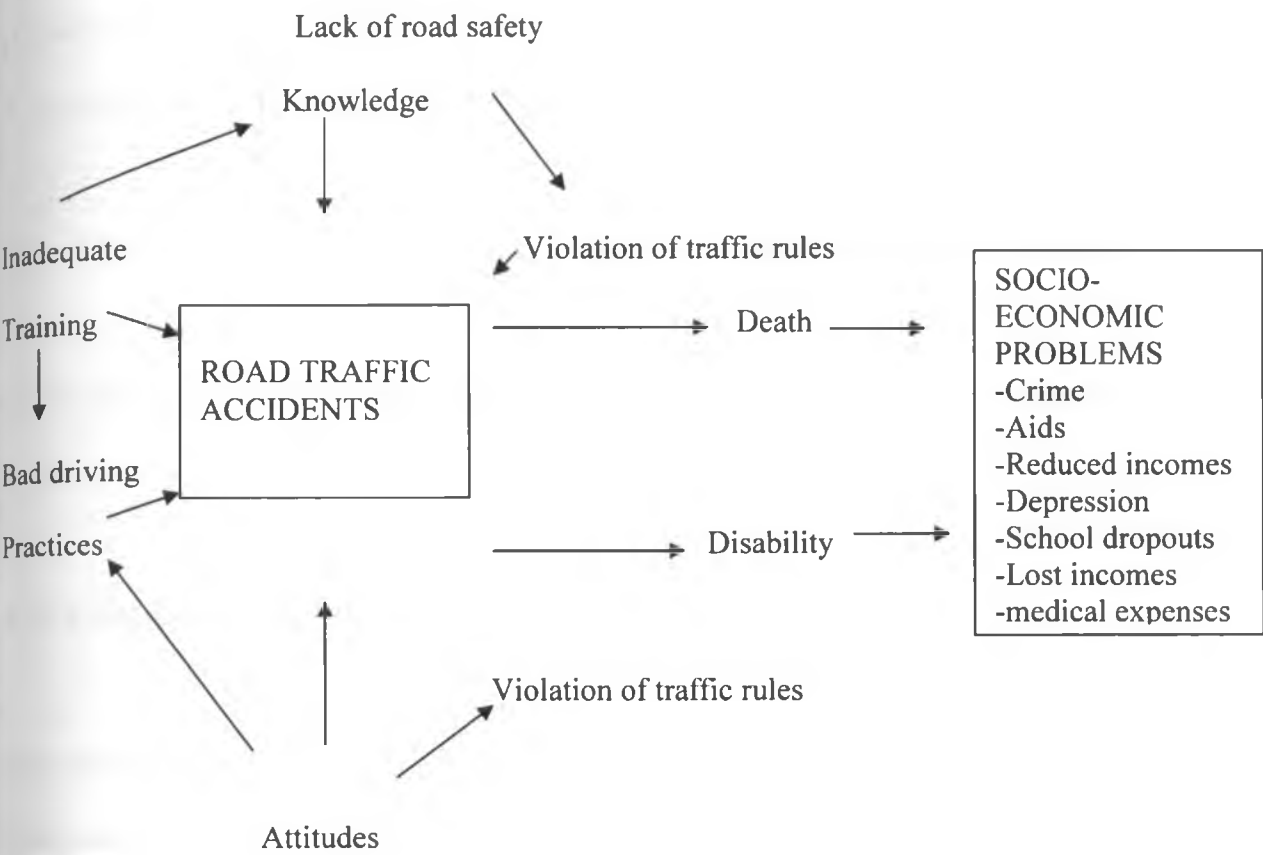 Lack of road safety
Knowledge
Inadequate
Training
Bad driving
Practices
ROAD TRAFFIC
ACCIDENTS
Violation of traffic rules
Death
Disability
Violation of traffic rules
Attitudes
SOCIO-
ECONOMIC
PROBLEMS
-Crime
-Aids
-Reduced incomes
-Depression
-School dropouts
-Lost incomes
-medical expenses